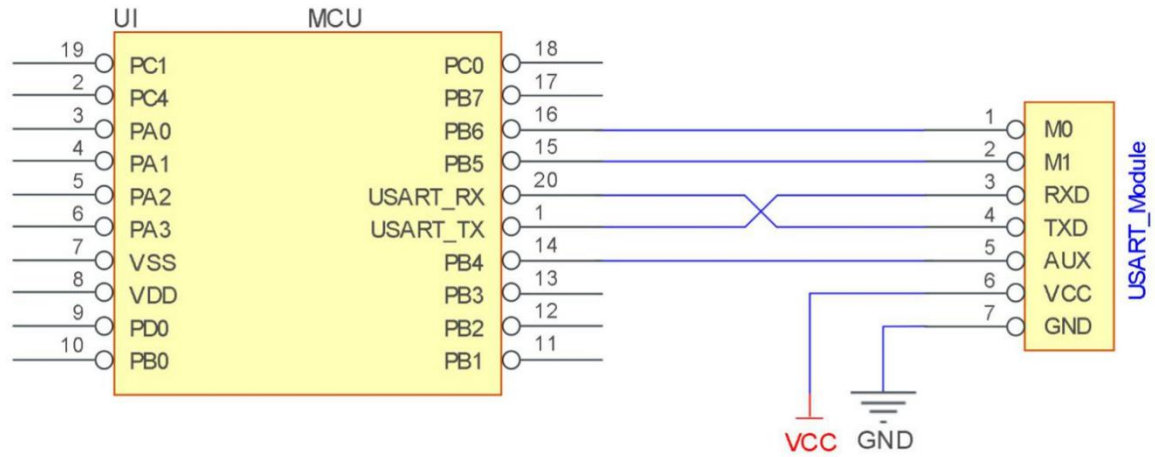 UI MCU
19 PC1 PC0 18
2 PC4 PB7 17
3 PA0 PB6 16 1 M0
4 PA1 PB5 15 2 M1
5 PA2 USART_RX 20 3 RXD
6 PA3 USART_TX 1 4 TXD
7 VSS PB4 14 5 AUX
8 VDD PB3 13 6 VCC
9 PD0 PB2 12 7 GND
10 PB0 PB1 11
USART_Module
VCC GND